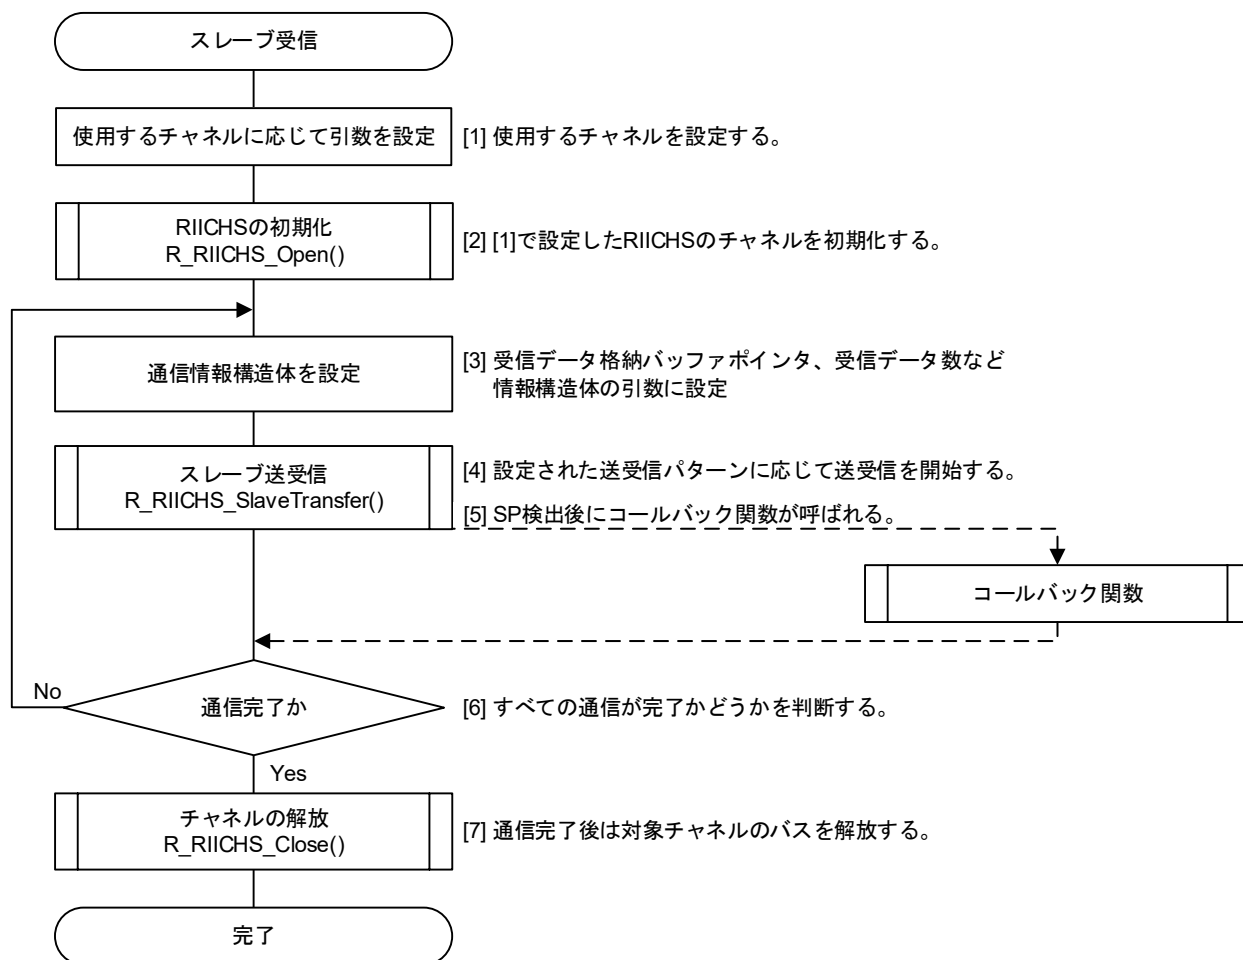 スレーブ受信
使用するチャネルに応じて引数を設定
[1] 使用するチャネルを設定する。
RIICHSの初期化
R_RIICHS_Open()
[2] [1]で設定したRIICHSのチャネルを初期化する。
通信情報構造体を設定
[3] 受信データ格納バッファポインタ、受信データ数など
情報構造体の引数に設定
スレーブ送受信
R_RIICHS_SlaveTransfer()
[4] 設定された送受信パターンに応じて送受信を開始する。
[5] SP検出後にコールバック関数が呼ばれる。
コールバック関数
No
通信完了か
[6] すべての通信が完了かどうかを判断する。
Yes
チャネルの解放
R_RIICHS_Close()
[7] 通信完了後は対象チャネルのバスを解放する。
完了